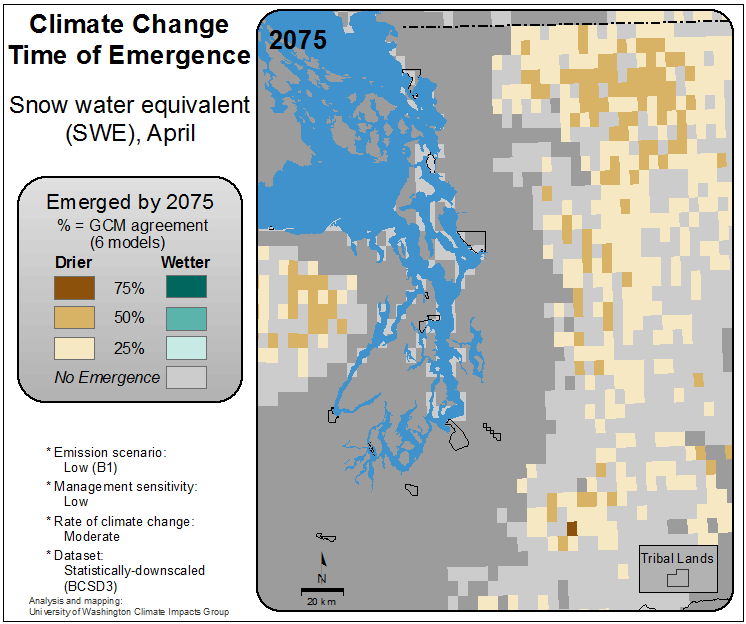 Climate Change
Time of Emergence
Snow water equivalent
(SWE), April
Emerged by 2075
% = GCM agreement
(6 models)
Drier Wetter
75%
50%
25%
No Emergence
* Emission scenario:
Low (B1)
* Management sensitivity:
Low
* Rate of climate change:
Moderate
* Dataset:
Statistically-downscaled
(BCSD3)
Analysis and mapping:
University of Washington Climate Impacts Group
2075
N
20 km
Tribal Lands